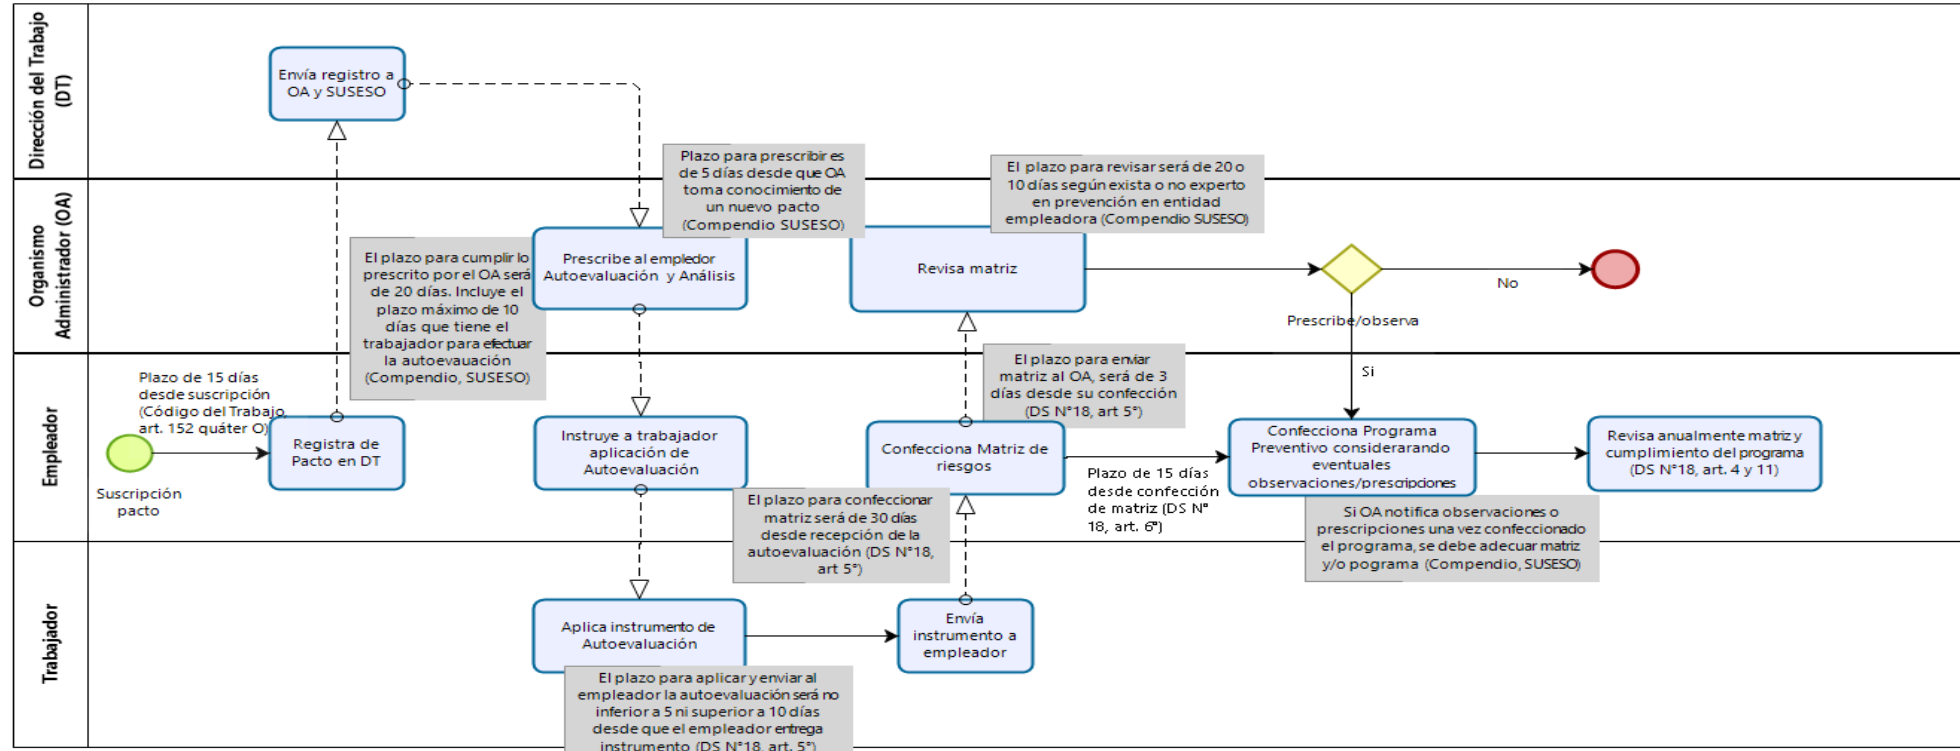 Dirección del Trabajo
(DT)
Envía registro a
OA y SUSESO
Organismo
Administrador (OA)
Plazo para prescribir es
de 5 días desde que OA
toma conocimiento de
un nuevo pacto
(Compendio SUSESO)
El plazo para revisar será de 20 o
10 días según exista o no experto
en prevención en entidad
empleadora (Compendio SUSESO)
El plazo para cumplir lo
prescrito por el OA será
de 20 días. Incluye el
plazo máximo de 10
días que tiene el
trabajador para efectuar
la autoevauación
(Compendio, SUSESO)
Prescribe al empledor
Autoevaluación y Análisis
Revisa matriz
No
Prescribe/observa
Si
Empleador
Plazo de 15 días
desde suscripción
(Código del Trabajo,
art. 152 quáter O)
Suscripción
pacto
Registra de
Pacto en DT
Instruye a trabajador
aplicación de
Autoevaluación
El plazo para enviar
matriz al OA, será de 3
días desde su confección
(DS N°18, art 5°)
Confecciona Matriz de
riesgos
Plazo de 15 días
desde confección
de matriz (DS N°
18, art. 6°)
Confecciona Programa
Preventivo considerarando
eventuales
observaciones/prescripciones
Revisa anualmente matriz y
cumplimiento del programa
(DS N°18, art. 4 y 11)
El plazo para confeccionar
matriz será de 30 días
desde recepción de la
autoevaluación (DS N°18,
art 5°)
Si OA notifica observaciones o
prescripciones una vez confeccionado
el programa, se debe adecuar matriz
y/o pograma (Compendio, SUSESO)
Trabajador
Aplica instrumento de
Autoevaluación
Envía
instrumento a
empleador
El plazo para aplicar y enviar al
empleador la autoevaluación será no
inferior a 5 ni superior a 10 días
desde que el empleador entrega
instrumento (DS N°18, art. 5°)